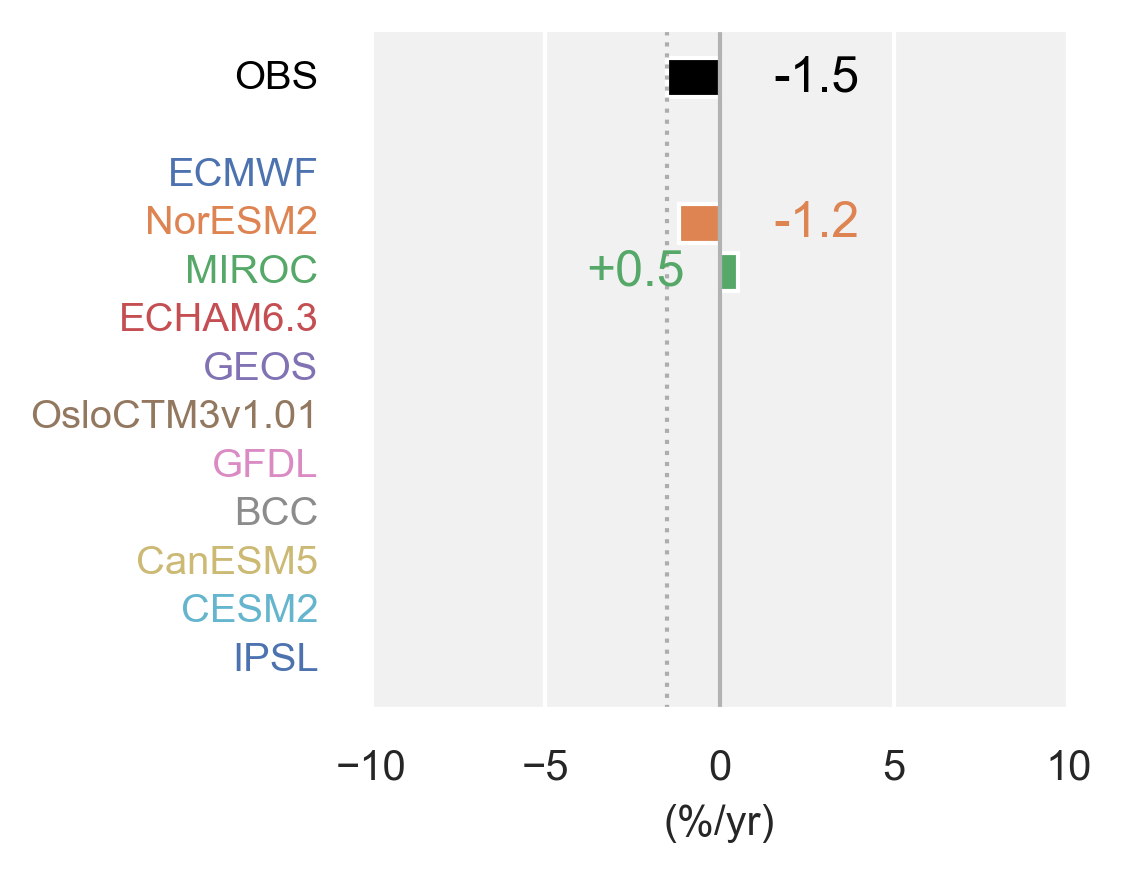 OBS -1.5
ECMWF
NorESM2 -1.2
MIROC +0.5
ECHAM6.3
GEOS
OsloCTM3v1.01
GFDL
BCC
CanESM5
CESM2
IPSL
−10 −5 0 5 10
(%/yr)